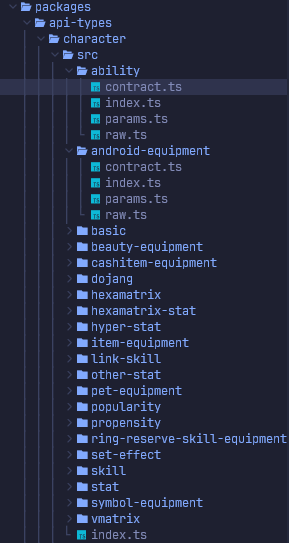 packages
api-types
character
src
ability
contract.ts
index.ts
params.ts
raw.ts
android-equipment
contract.ts
index.ts
params.ts
raw.ts
basic
beauty-equipment
cashitem-equipment
dojang
hexamatrix
hexamatrix-stat
hyper-stat
item-equipment
link-skill
other-stat
pet-equipment
popularity
propensity
ring-reserve-skill-equipment
set-effect
skill
stat
symbol-equipment
vmatrix
index.ts